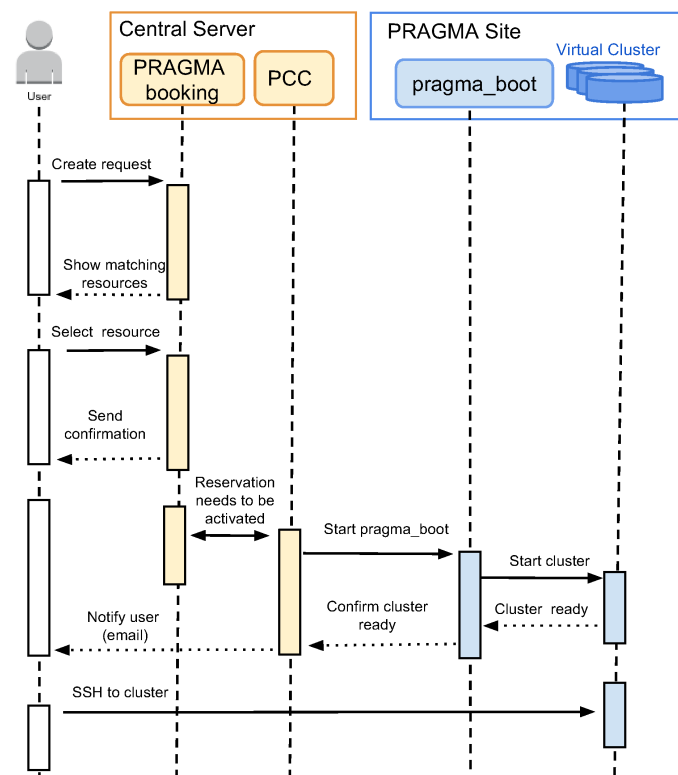 Central Server
PRAGMA Site
Virtual Cluster
PRAGMA
booking
PCC
pragma_boot
User
Create request
Show matching
resources
Select resource
Send
confirmation
Reservation
needs to be
activated
Start pragma_boot
Start cluster
Cluster ready
Confirm cluster
ready
Notify user
(email)
SSH to cluster